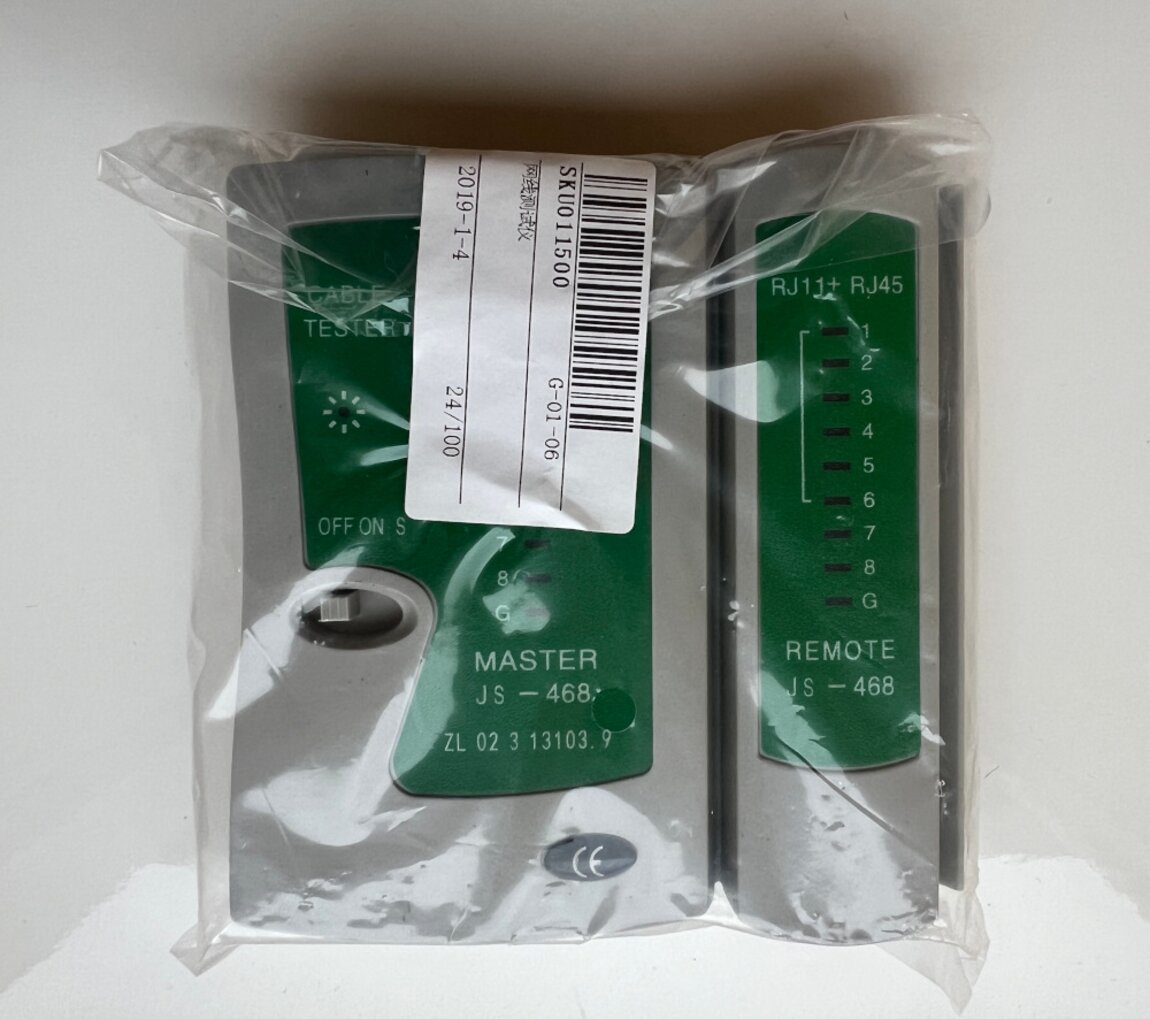 SKU011500 G-01-06
网线测试仪
2019-1-4 24/100
CABLE
TESTER
OFF ON S
7
8
G
MASTER
JS - 468
ZL 02 3 13103.9
CE
RJ11+ RJ45
1
2
3
4
5
6
7
8
G
REMOTE
JS - 468